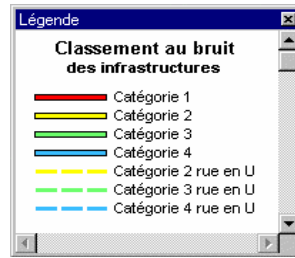 Légende
Classement au bruit
des infrastructures
Catégorie 1
Catégorie 2
Catégorie 3
Catégorie 4
Catégorie 2 rue en U
Catégorie 3 rue en U
Catégorie 4 rue en U